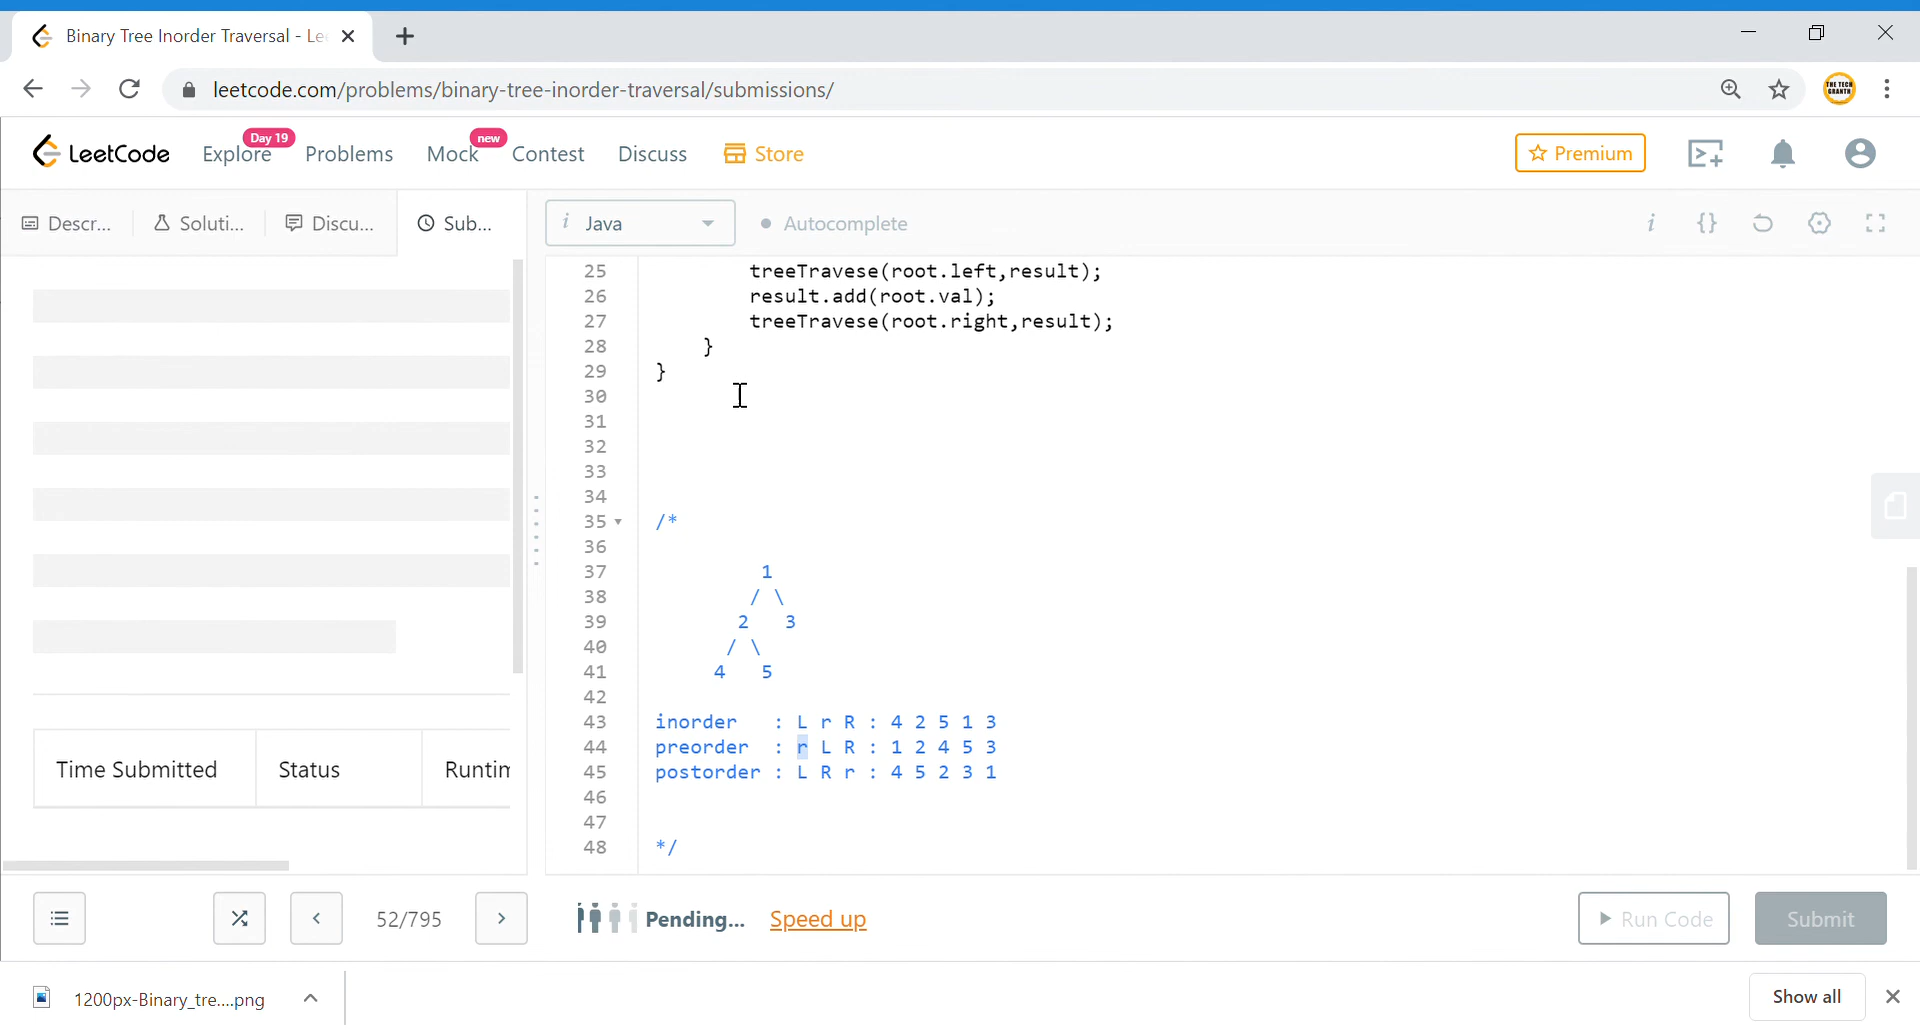 Binary Tree Inorder Traversal - Le
leetcode.com/problems/binary-tree-inorder-traversal/submissions/
THE TECH
GRANTH
LeetCode
Explore
Day 19
Problems
Mock
new
Contest
Discuss
Store
Premium
Descr...
Soluti...
Discu...
Sub...
i Java
Autocomplete
i {}
25 treeTravese(root.left,result);
26 result.add(root.val);
27 treeTravese(root.right,result);
28 }
29 }
30
31
32
33
34
35 /*
36
37 1
38 / \
39 2 3
40 / \
41 4 5
42
43 inorder : L r R : 4 2 5 1 3
44 preorder : r L R : 1 2 4 5 3
45 postorder : L R r : 4 5 2 3 1
46
47
48 */
Time Submitted Status Runtim
52/795
Pending... Speed up
Run Code
Submit
1200px-Binary_tre....png
Show all